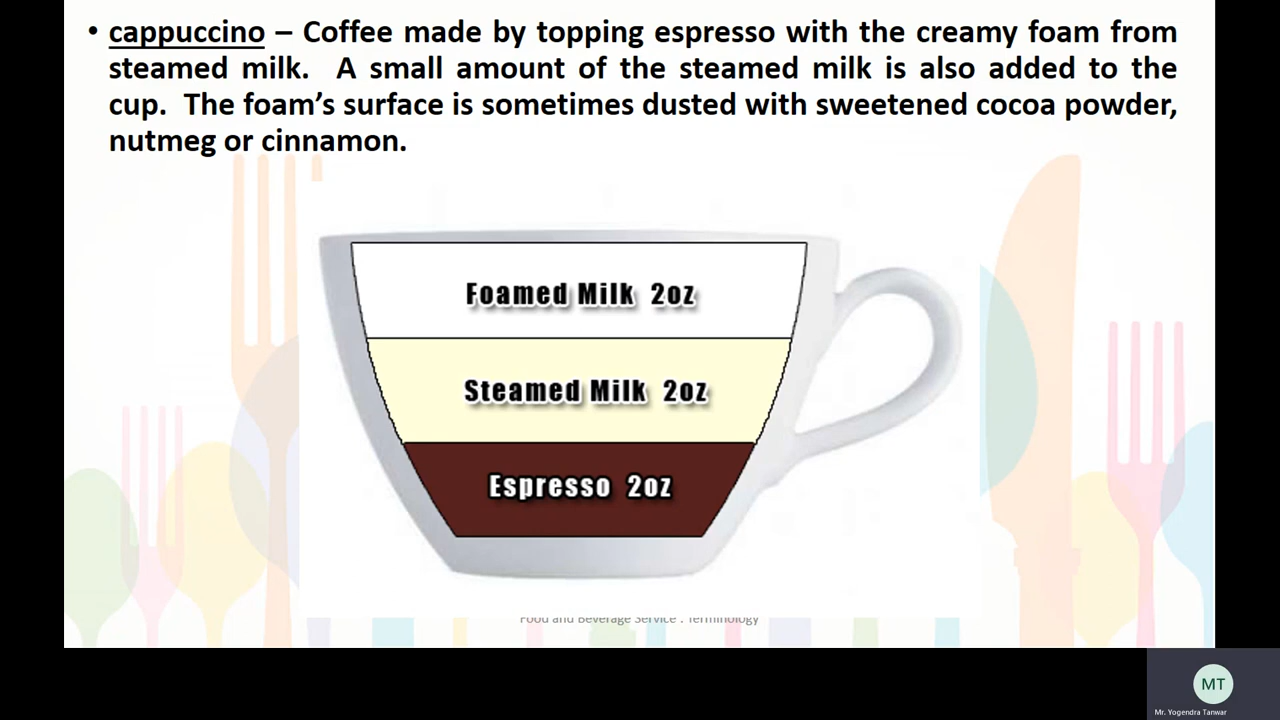 • cappuccino – Coffee made by topping espresso with the creamy foam from
steamed milk. A small amount of the steamed milk is also added to the
cup. The foam’s surface is sometimes dusted with sweetened cocoa powder,
nutmeg or cinnamon.
Foamed Milk 2oz
Steamed Milk 2oz
Espresso 2oz
Food and Beverage Service : Terminology
MT
Mr. Yogendra Tanwar